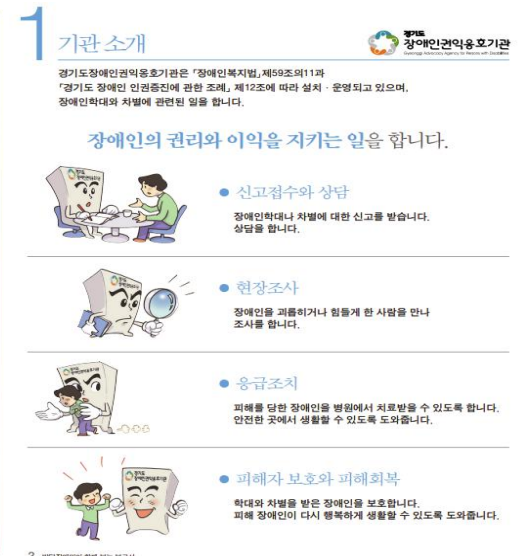 1 기관 소개
경기도
장애인권익옹호기관
경기도장애인권익옹호기관은 「장애인복지법」제59조의11과
「경기도 장애인 인권증진에 관한 조례」 제12조에 따라 설치 · 운영되고 있으며,
장애인학대와 차별에 관련된 일을 합니다.
장애인의 권리와 이익을 지키는 일을 합니다.
● 신고접수와 상담
장애인학대나 차별에 대한 신고를 받습니다.
상담을 합니다.
● 현장조사
장애인을 괴롭히거나 힘들게 한 사람을 만나
조사를 합니다.
● 응급조치
피해를 당한 장애인을 병원에서 치료받을 수 있도록 합니다.
안전한 곳에서 생활할 수 있도록 도와줍니다.
경기도
장애인권익옹호기관
● 피해자 보호와 피해회복
학대와 차별을 받은 장애인을 보호합니다.
피해 장애인이 다시 행복하게 생활할 수 있도록 도와줍니다.